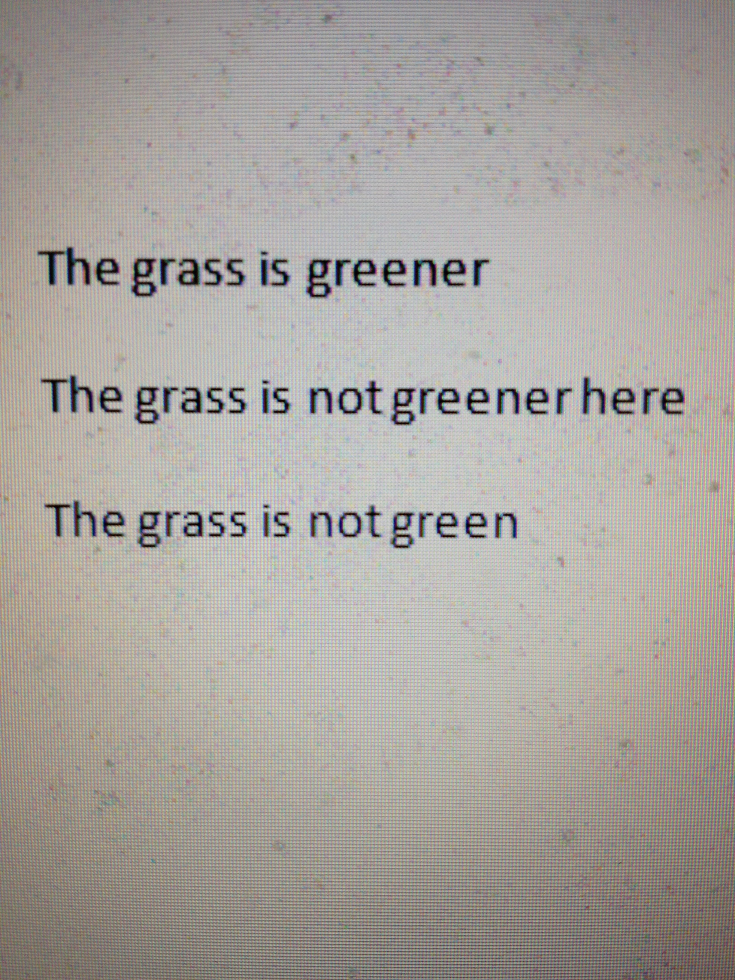 The grass is greener
The grass is not greener here
The grass is not green